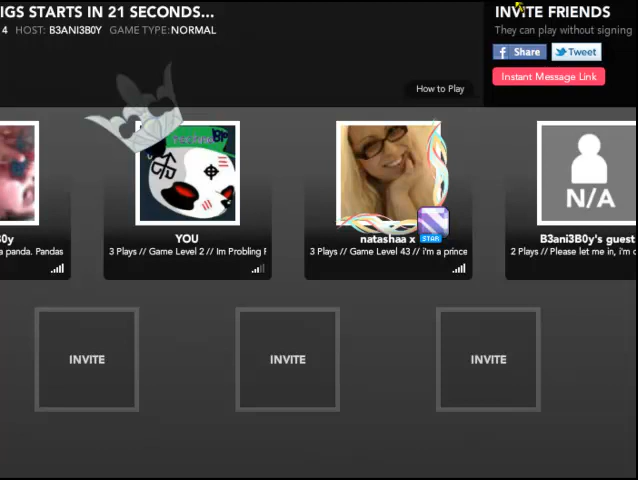 IGS STARTS IN 21 SECONDS...
4 HOST: B3ANI3B0Y GAME TYPE: NORMAL
INVITE FRIENDS
They can play without signing
Share Tweet
Instant Message Link
How to Play
N/A
0y
YOU
natashaa x STAR
B3ani3B0y's guest
a panda. Pandas
3 Plays // Game Level 2 // Im Probling F
3 Plays // Game Level 43 // i'm a prince
2 Plays // Please let me in, i'm c
INVITE INVITE INVITE